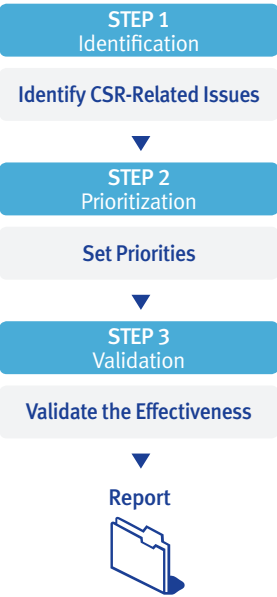 STEP 1
Identification
Identify CSR-Related Issues
STEP 2
Prioritization
Set Priorities
STEP 3
Validation
Validate the Effectiveness
Report